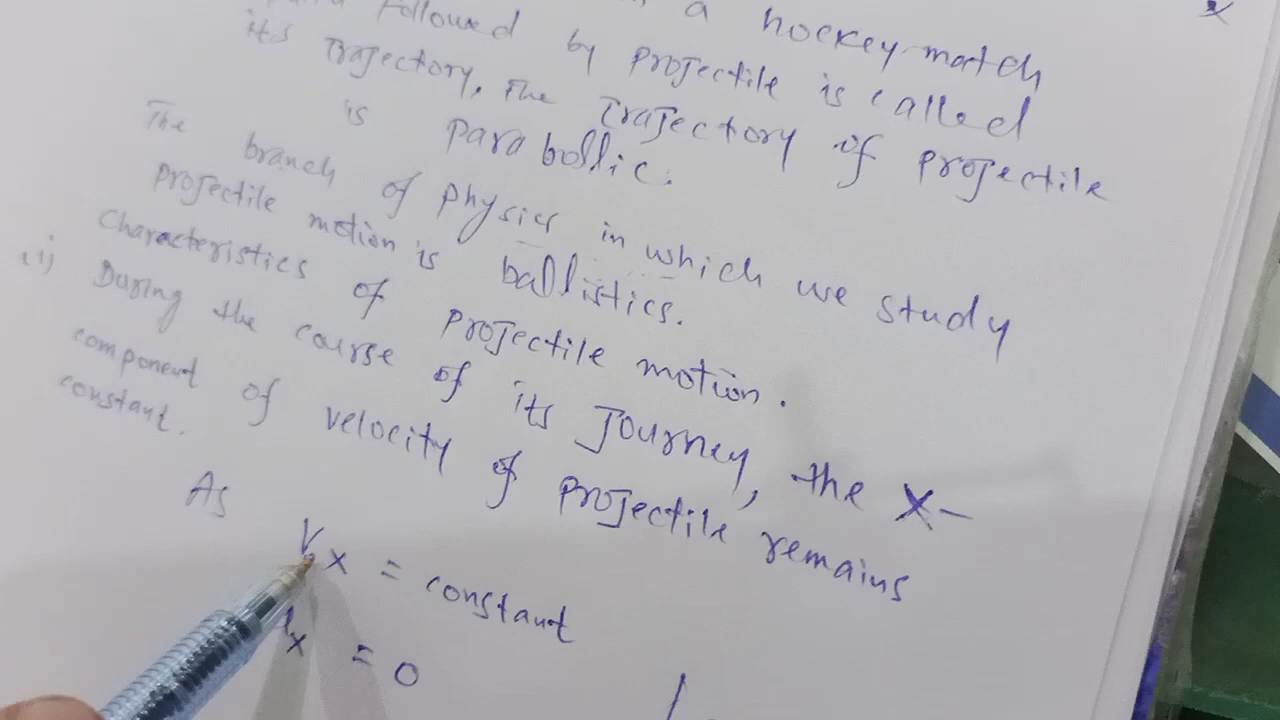 a hockey match
followed by projectile is called
its trajectory, The trajectory of projectile
is parabollic.
The branch of physics in which we study
projectile motion is ballistics.
Characteristics of projectile motion.
(i) During the course of its Journey, the X-
component of velocity of projectile remains
constant.
As Vx = constant
x = 0